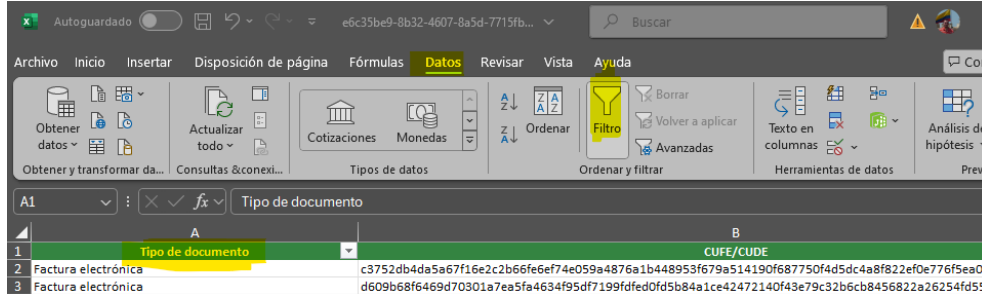 Autoguardado e6c35be9-8b32-4607-8a5d-7715fb... Buscar
Archivo Inicio Insertar Disposición de página Fórmulas Datos Revisar Vista Ayuda Co
Obtener datos
Actualizar todo
Cotizaciones Monedas
Ordenar
Filtro
Borrar
Volver a aplicar
Avanzadas
Texto en columnas
Análisis de hipótesis
Obtener y transformar da... Consultas &conexi... Tipos de datos Ordenar y filtrar Herramientas de datos Prev
A1 fx Tipo de documento
A B
1 Tipo de documento CUFE/CUDE
2 Factura electrónica c3752db4da5a67f16e2c2b66fe6ef74e059a4876a1b448953f679a514190f687750f4d5dc4a8f822ef0e776f5ea0
3 Factura electrónica d609b68f6469d70301a7ea5fa4634f95df7199fdfed0fd5b84a1ce42472140f43e79c32b6cb8456822a26254fd55